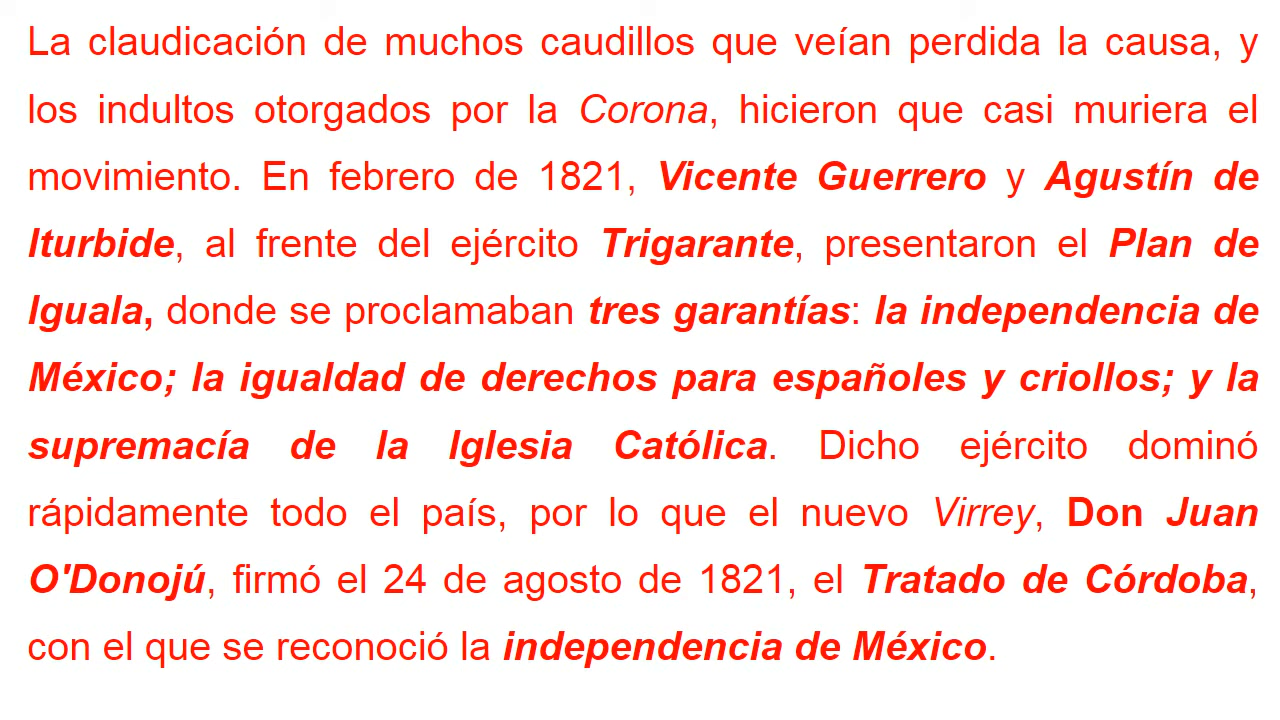 La claudicación de muchos caudillos que veían perdida la causa, y
los indultos otorgados por la Corona, hicieron que casi muriera el
movimiento. En febrero de 1821, Vicente Guerrero y Agustín de
Iturbide, al frente del ejército Trigarante, presentaron el Plan de
Iguala, donde se proclamaban tres garantías: la independencia de
México; la igualdad de derechos para españoles y criollos; y la
supremacía de la Iglesia Católica. Dicho ejército dominó
rápidamente todo el país, por lo que el nuevo Virrey, Don Juan
O'Donojú, firmó el 24 de agosto de 1821, el Tratado de Córdoba,
con el que se reconoció la independencia de México.